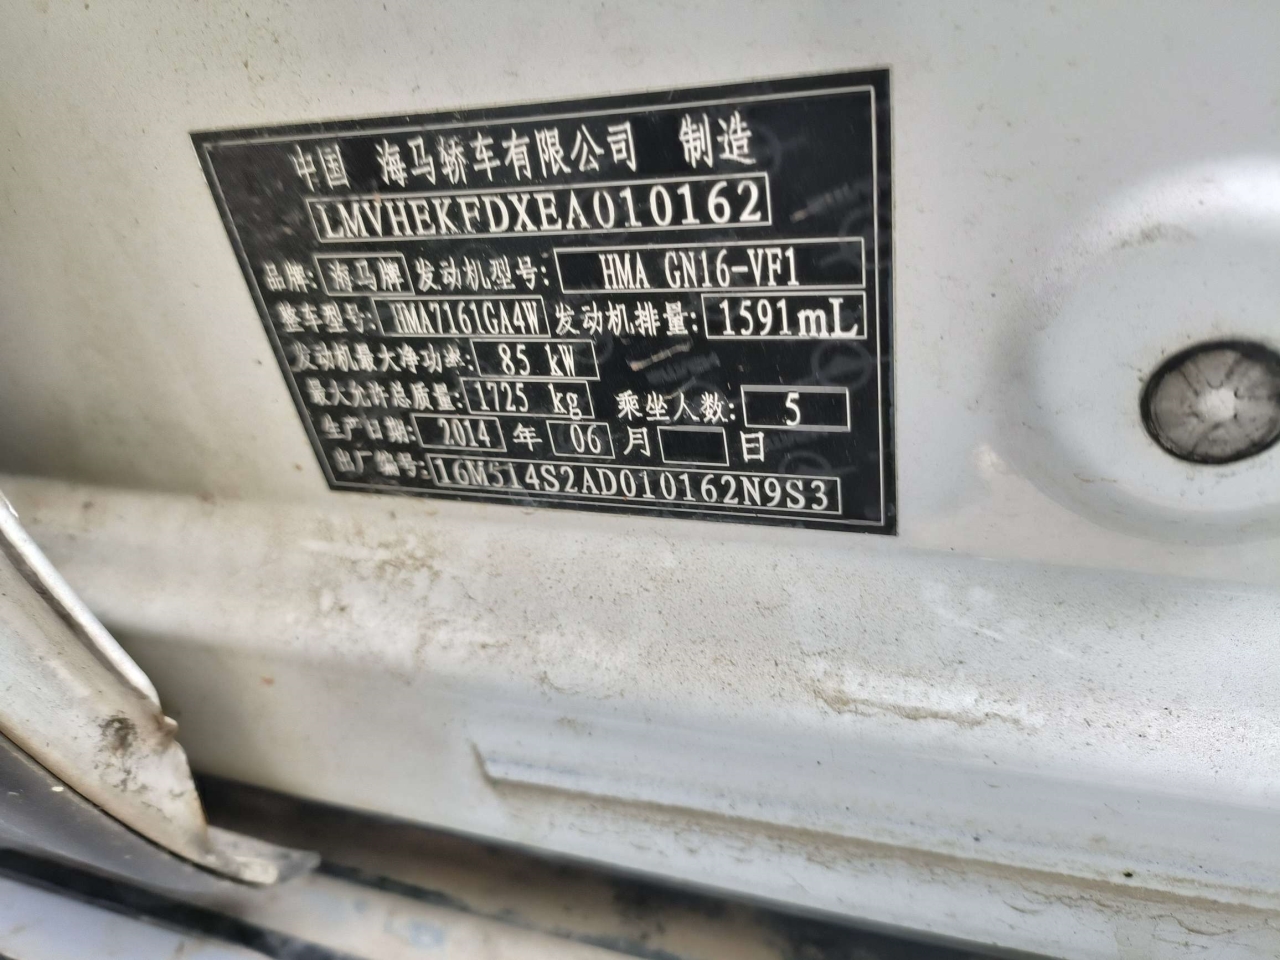 中国 海马轿车有限公司 制造
LMVHEKFDXEA010162
品牌: 海马牌 发动机型号: HMA GN16-VF1
整车型号: HMA7161GA4W 发动机排量: 1591mL
发动机最大净功率: 85 kW
最大允许总质量: 1725 kg 乘坐人数: 5
生产日期: 2014 年 06 月 日
出厂编号: 16M514S2AD010162N9S3